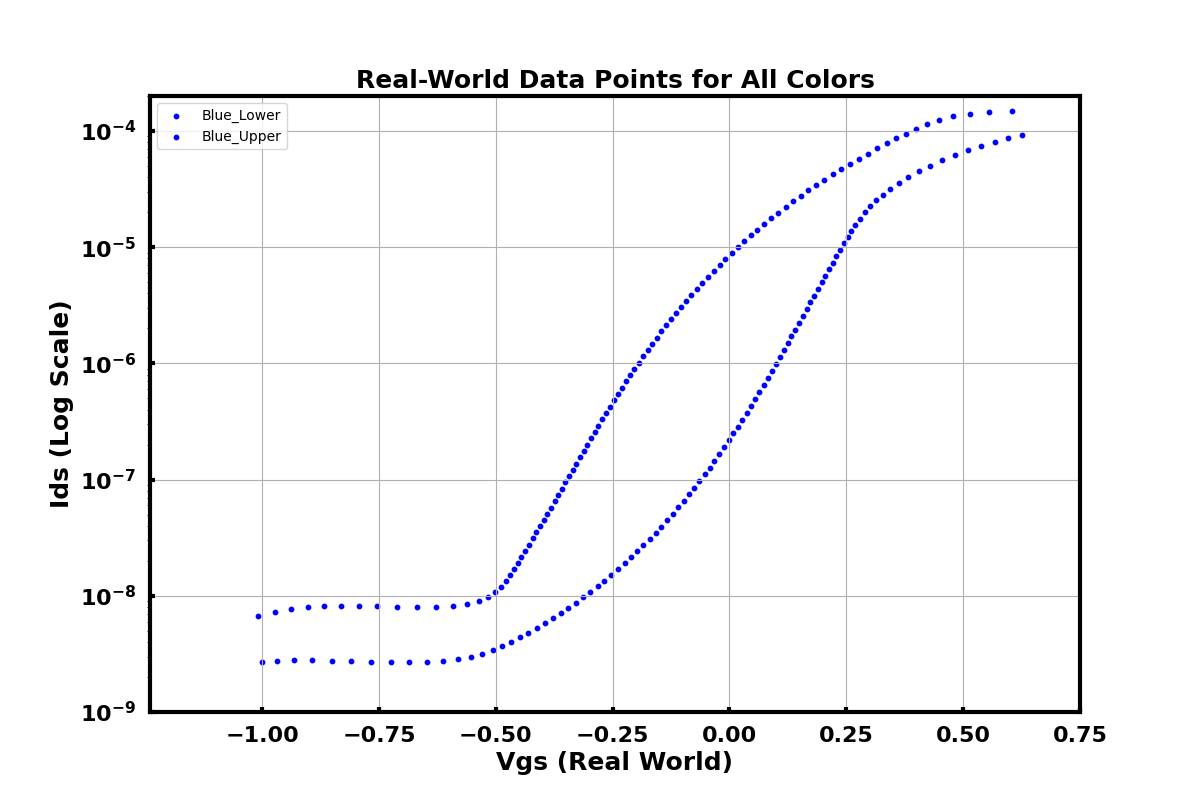 Real-World Data Points for All Colors
Blue_Lower
Blue_Upper
10⁻⁴
10⁻⁵
10⁻⁶
10⁻⁷
10⁻⁸
10⁻⁹
Ids (Log Scale)
−1.00 −0.75 −0.50 −0.25 0.00 0.25 0.50 0.75
Vgs (Real World)